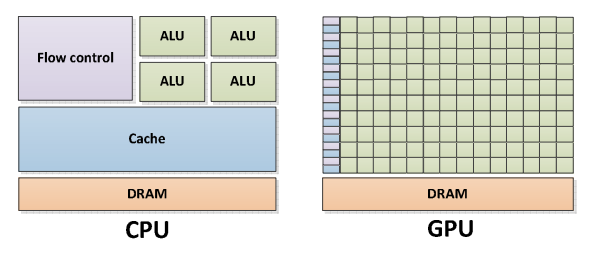 Flow control
ALU
ALU
ALU
ALU
Cache
DRAM
CPU
DRAM
GPU